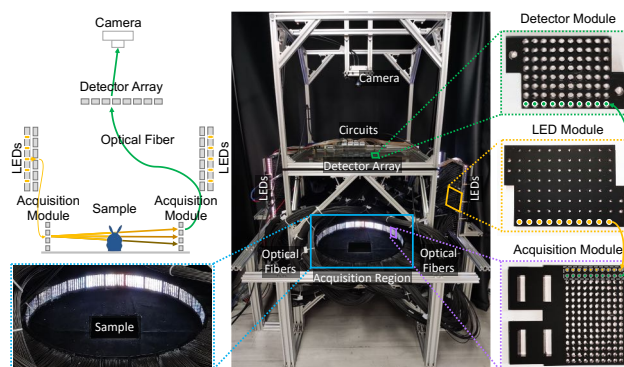 Camera
Detector Array
Optical Fiber
LEDs
LEDs
Acquisition
Module
Sample
Acquisition
Module
Sample
Camera
Circuits
Detector Array
LEDs
LEDs
Optical
Fibers
Optical
Fibers
Acquisition Region
Detector Module
LED Module
Acquisition Module